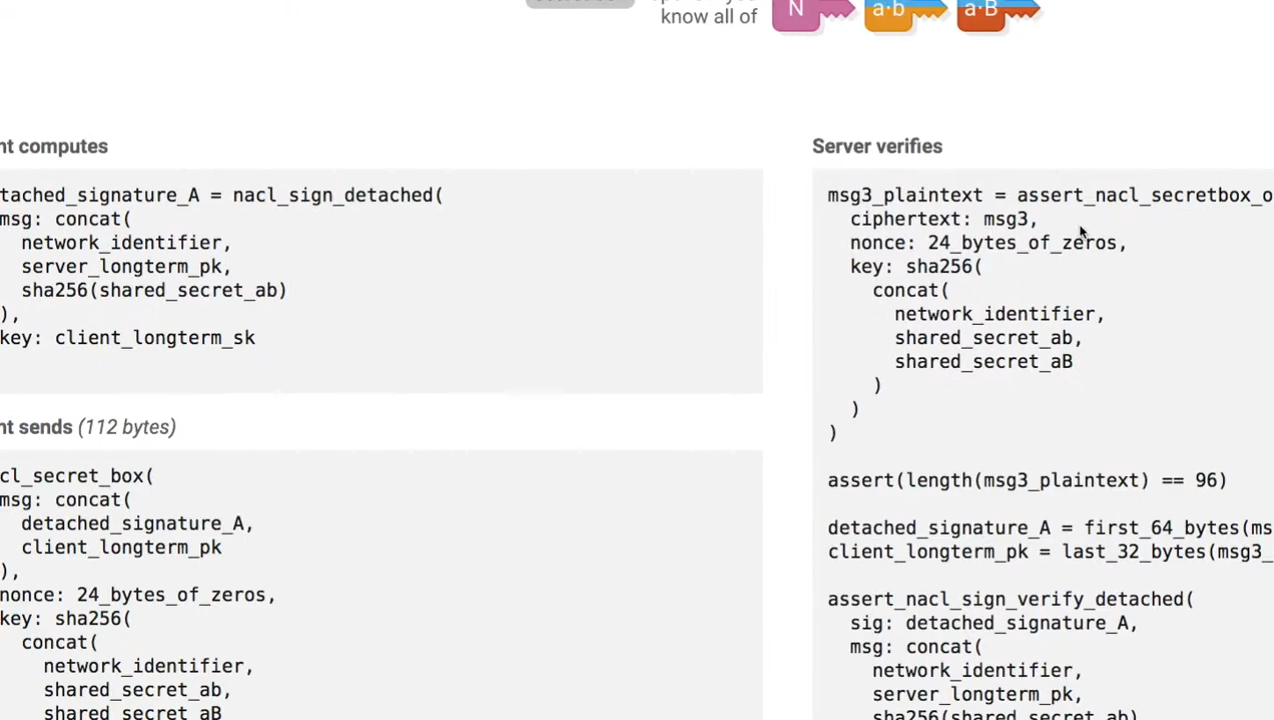 know all of
N
a·b
a·B
nt computes
tached_signature_A = nacl_sign_detached(
msg: concat(
network_identifier,
server_longterm_pk,
sha256(shared_secret_ab)
),
key: client_longterm_sk
nt sends (112 bytes)
cl_secret_box(
msg: concat(
detached_signature_A,
client_longterm_pk
),
nonce: 24_bytes_of_zeros,
key: sha256(
concat(
network_identifier,
shared_secret_ab,
shared_secret_aB
Server verifies
msg3_plaintext = assert_nacl_secretbox_o
ciphertext: msg3,
nonce: 24_bytes_of_zeros,
key: sha256(
concat(
network_identifier,
shared_secret_ab,
shared_secret_aB
)
)
)
assert(length(msg3_plaintext) == 96)
detached_signature_A = first_64_bytes(ms
client_longterm_pk = last_32_bytes(msg3_
assert_nacl_sign_verify_detached(
sig: detached_signature_A,
msg: concat(
network_identifier,
server_longterm_pk,
sha256(shared_secret_ab)